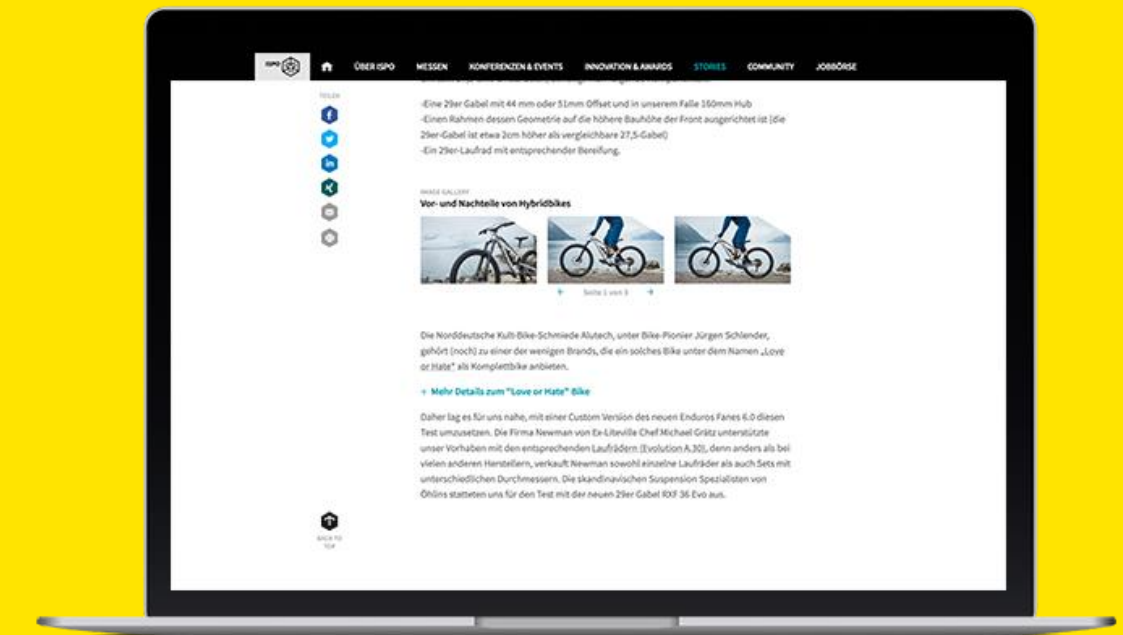 ISPO
ÜBER ISPO MESSEN KONFERENZEN & EVENTS INNOVATION & AWARDS STORIES COMMUNITY JOBBÖRSE
TEILEN
-Eine 29er Gabel mit 44 mm oder 51mm Offset und in unserem Falle 160mm Hub
-Einen Rahmen dessen Geometrie auf die höhere Bauhöhe der Front ausgerichtet ist (die
29er-Gabel ist etwa 2cm höher als vergleichbare 27,5-Gabel)
-Ein 29er-Laufrad mit entsprechender Bereifung.
IMAGE GALLERY
Vor- und Nachteile von Hybridbikes
Seite 1 von 3
Die Norddeutsche Kult-Bike-Schmiede Alutech, unter Bike-Pionier Jürgen Schlender,
gehört (noch) zu einer der wenigen Brands, die ein solches Bike unter dem Namen „Love
or Hate" als Komplettbike anbieten.
Mehr Details zum "Love or Hate" Bike
Daher lag es für uns nahe, mit einer Custom Version des neuen Enduros Fanes 6.0 diesen
Test umzusetzen. Die Firma Newman von Ex-Liteville Chef Michael Grätz unterstützte
unser Vorhaben mit den entsprechenden Laufrädern (Evolution A.30), denn anders als bei
vielen anderen Herstellern, verkauft Newman sowohl einzelne Laufräder als auch Sets mit
unterschiedlichen Durchmessern. Die skandinavischen Suspension Spezialisten von
Öhlins statteten uns für den Test mit der neuen 29er Gabel RXF 36 Evo aus.
BACK TO
TOP